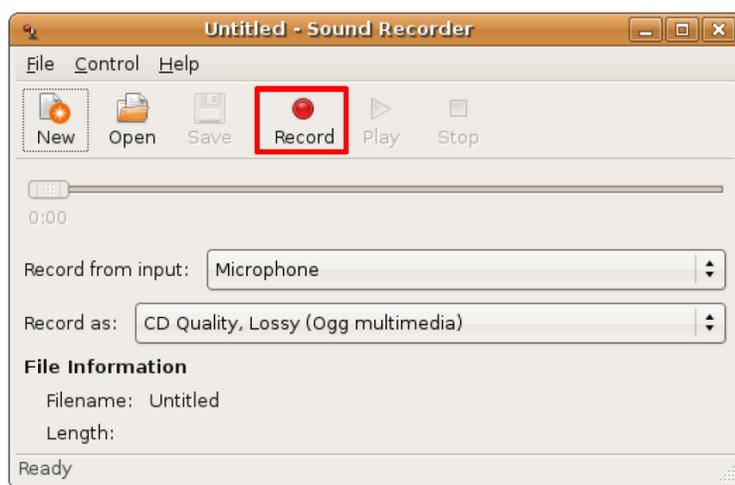 Untitled - Sound Recorder
File Control Help
New Open Save Record Play Stop
0:00
Record from input: Microphone
Record as: CD Quality, Lossy (Ogg multimedia)
File Information
Filename: Untitled
Length:
Ready